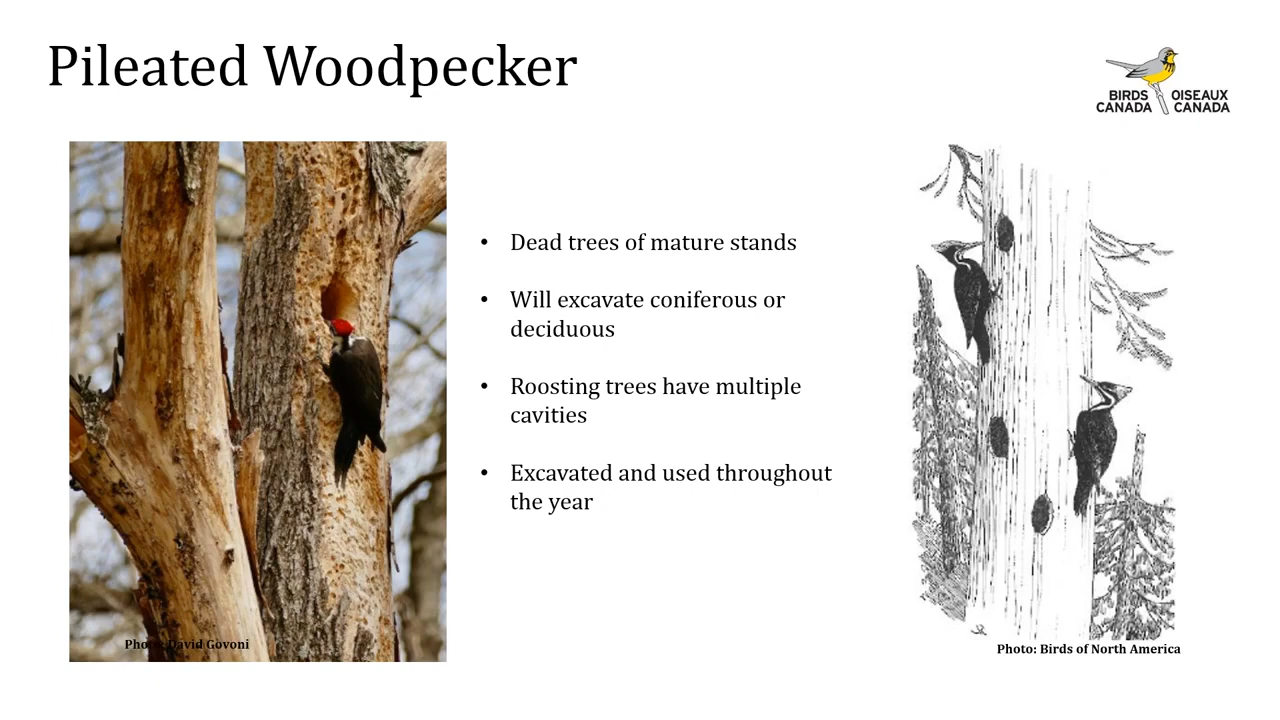 Pileated Woodpecker
BIRDS OISEAUX
CANADA CANADA
• Dead trees of mature stands
• Will excavate coniferous or
deciduous
• Roosting trees have multiple
cavities
• Excavated and used throughout
the year
Photo: David Govoni
Photo: Birds of North America